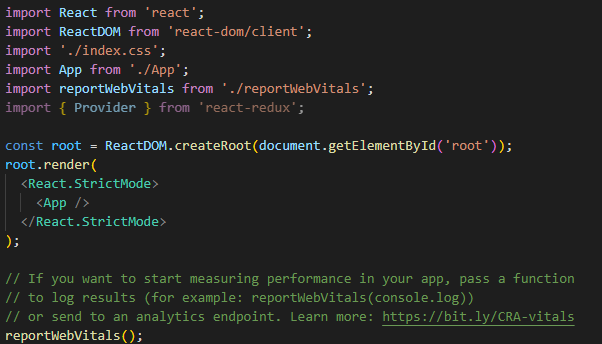 import React from 'react';
import ReactDOM from 'react-dom/client';
import './index.css';
import App from './App';
import reportWebVitals from './reportWebVitals';
import { Provider } from 'react-redux';

const root = ReactDOM.createRoot(document.getElementById('root'));
root.render(
  <React.StrictMode>
    <App />
  </React.StrictMode>
);

// If you want to start measuring performance in your app, pass a function
// to log results (for example: reportWebVitals(console.log))
// or send to an analytics endpoint. Learn more: https://bit.ly/CRA-vitals
reportWebVitals();